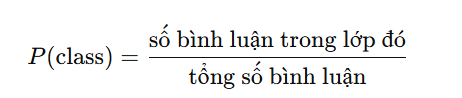 P(class) = số bình luận trong lớp đó / tổng số bình luận